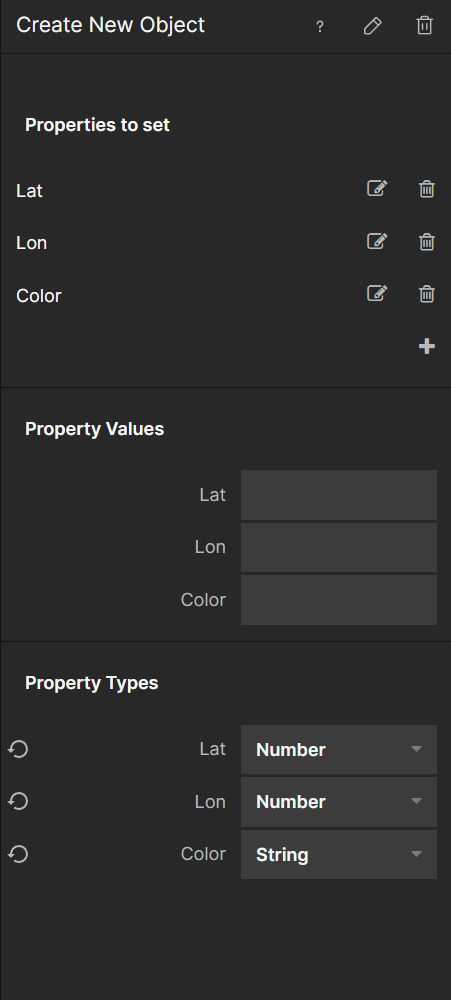 Create New Object ?
Properties to set
Lat
Lon
Color
Property Values
Lat
Lon
Color
Property Types
Lat Number
Lon Number
Color String